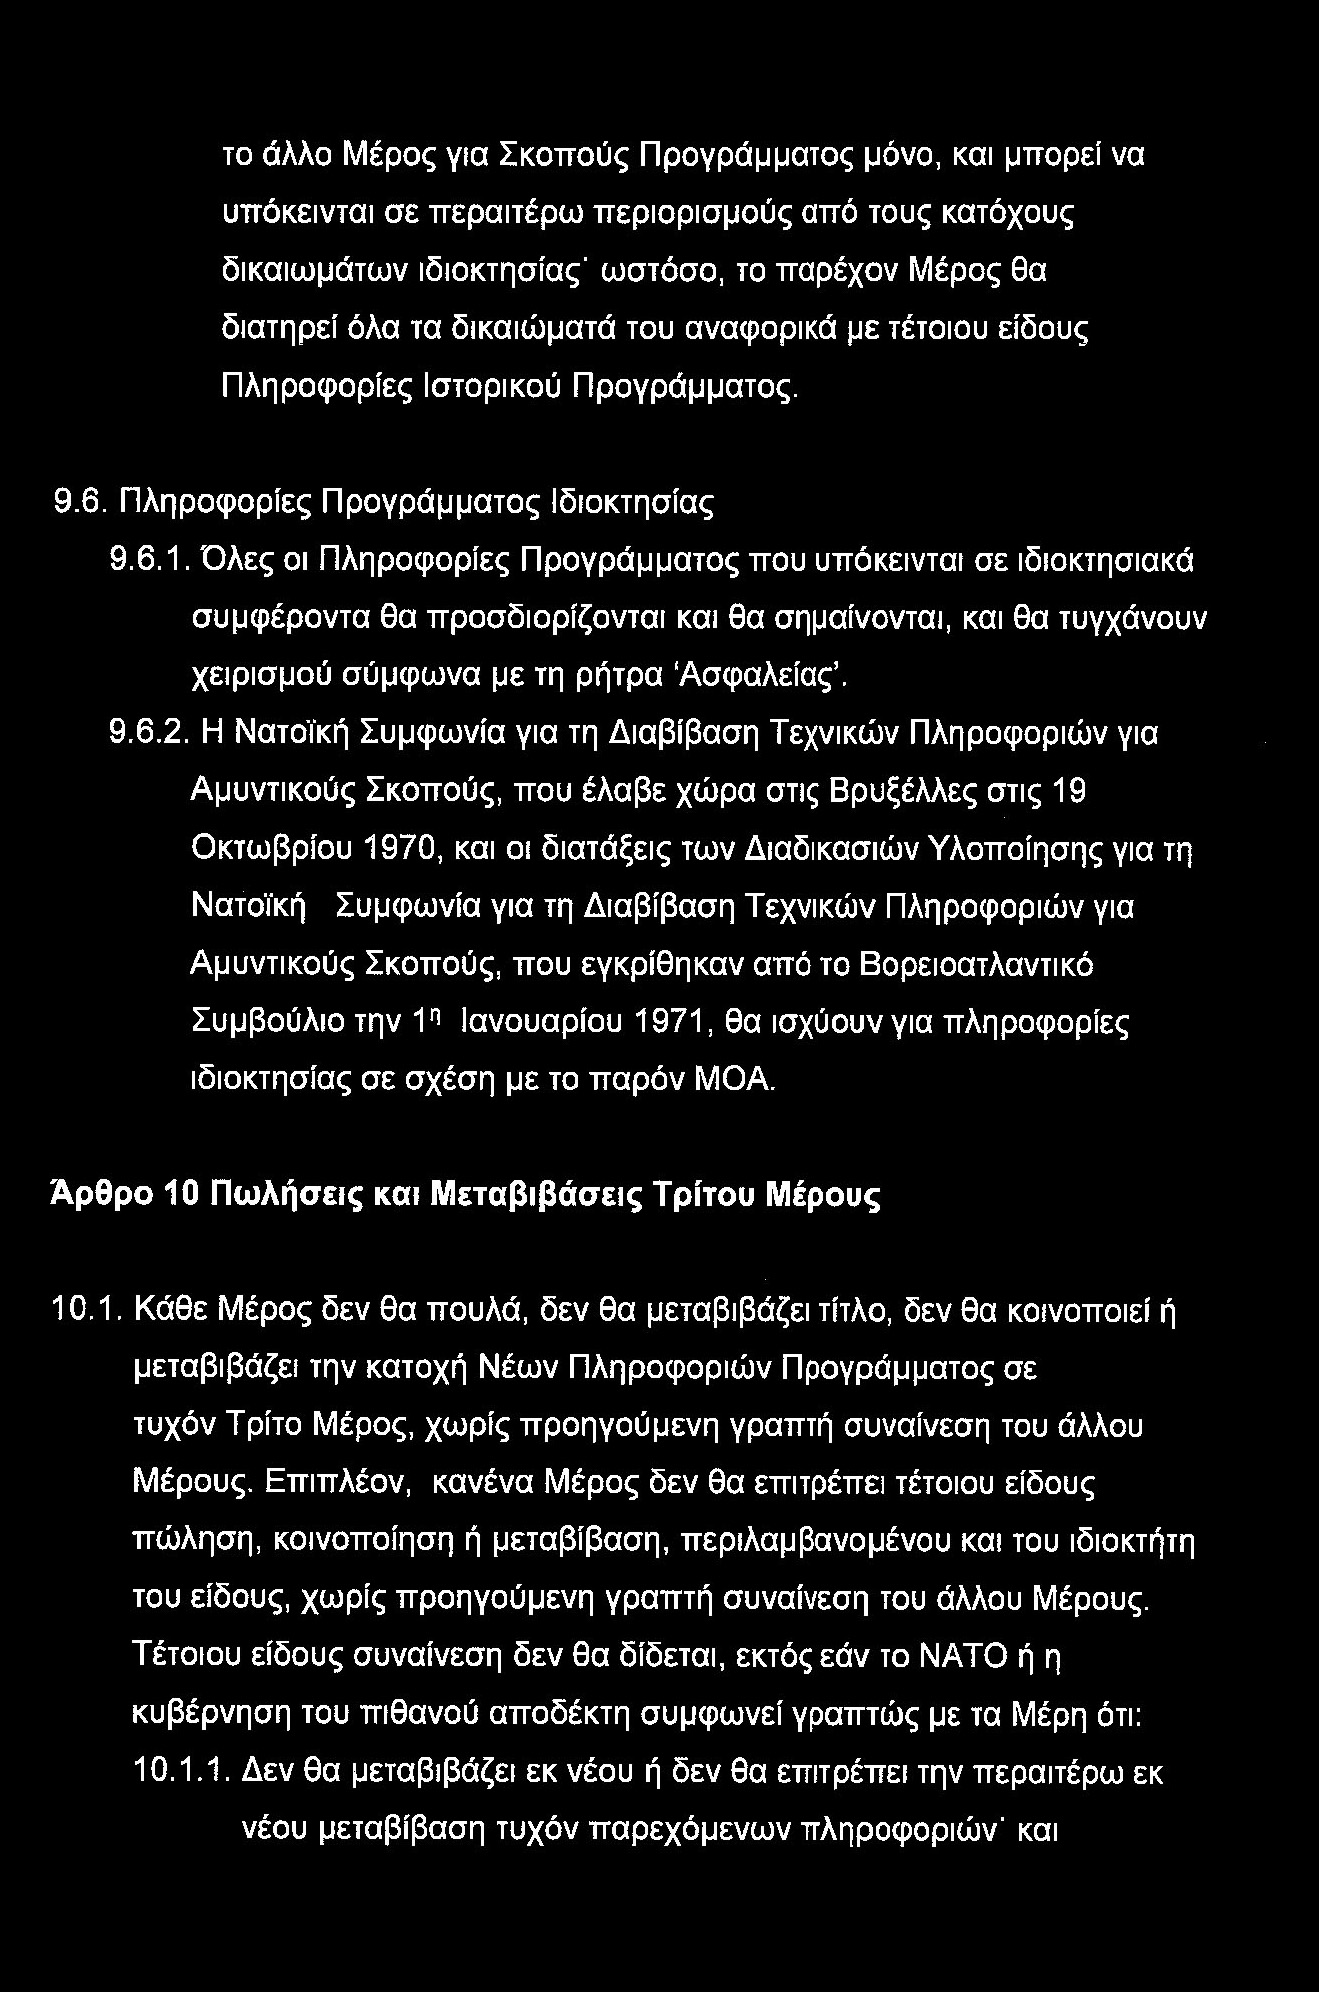 το άλλο Μέρος για Σκοπούς Προγράμματος μόνο, και μπορεί να
υπόκεινται σε περαιτέρω περιορισμούς από τους κατόχους
δικαιωμάτων ιδιοκτησίας· ωστόσο, το παρέχον Μέρος θα
διατηρεί όλα τα δικαιώματά του αναφορικά με τέτοιου είδους
Πληροφορίες Ιστορικού Προγράμματος.
9.6. Πληροφορίες Προγράμματος Ιδιοκτησίας
9.6.1. Όλες οι Πληροφορίες Προγράμματος που υπόκεινται σε ιδιοκτησιακά
συμφέροντα θα προσδιορίζονται και θα σημαίνονται, και θα τυγχάνουν
χειρισμού σύμφωνα με τη ρήτρα ‘Ασφαλείας’.
9.6.2. Η Νατοϊκή Συμφωνία για τη Διαβίβαση Τεχνικών Πληροφοριών για
Αμυντικούς Σκοπούς, που έλαβε χώρα στις Βρυξέλλες στις 19
Οκτωβρίου 1970, και οι διατάξεις των Διαδικασιών Υλοποίησης για τη
Νατοϊκή Συμφωνία για τη Διαβίβαση Τεχνικών Πληροφοριών για
Αμυντικούς Σκοπούς, που εγκρίθηκαν από το Βορειοατλαντικό
Συμβούλιο την 1η Ιανουαρίου 1971, θα ισχύουν για πληροφορίες
ιδιοκτησίας σε σχέση με το παρόν ΜΟΑ.
Άρθρο 10 Πωλήσεις και Μεταβιβάσεις Τρίτου Μέρους
10.1. Κάθε Μέρος δεν θα πουλά, δεν θα μεταβιβάζει τίτλο, δεν θα κοινοποιεί ή
μεταβιβάζει την κατοχή Νέων Πληροφοριών Προγράμματος σε
τυχόν Τρίτο Μέρος, χωρίς προηγούμενη γραπτή συναίνεση του άλλου
Μέρους. Επιπλέον, κανένα Μέρος δεν θα επιτρέπει τέτοιου είδους
πώληση, κοινοποίηση ή μεταβίβαση, περιλαμβανομένου και του ιδιοκτήτη
του είδους, χωρίς προηγούμενη γραπτή συναίνεση του άλλου Μέρους.
Τέτοιου είδους συναίνεση δεν θα δίδεται, εκτός εάν το ΝΑΤΟ ή η
κυβέρνηση του πιθανού αποδέκτη συμφωνεί γραπτώς με τα Μέρη ότι:
10.1.1. Δεν θα μεταβιβάζει εκ νέου ή δεν θα επιτρέπει την περαιτέρω εκ
νέου μεταβίβαση τυχόν παρεχόμενων πληροφοριών· και